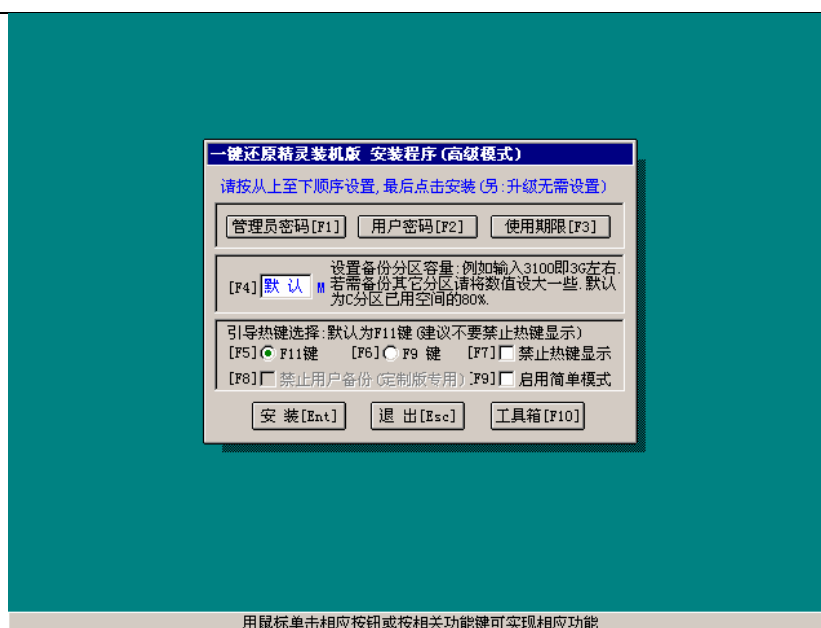 一键还原精灵装机版 安装程序(高级模式)
请按从上至下顺序设置,最后点击安装(另:升级无需设置)
管理员密码[F1] 用户密码[F2] 使用期限[F3]
设置备份分区容量:例如输入3100即3G左右.
[F4] 默 认 M 若需备份其它分区请将数值设大一些.默认
为C分区已用空间的80%.
引导热键选择:默认为F11键(建议不要禁止热键显示)
[F5] F11键 [F6] F9 键 [F7] 禁止热键显示
[F8] 禁止用户备份(定制版专用) [F9] 启用简单模式
安 装[Ent] 退 出[Esc] 工具箱[F10]
用鼠标单击相应按钮或按相关功能键可实现相应功能